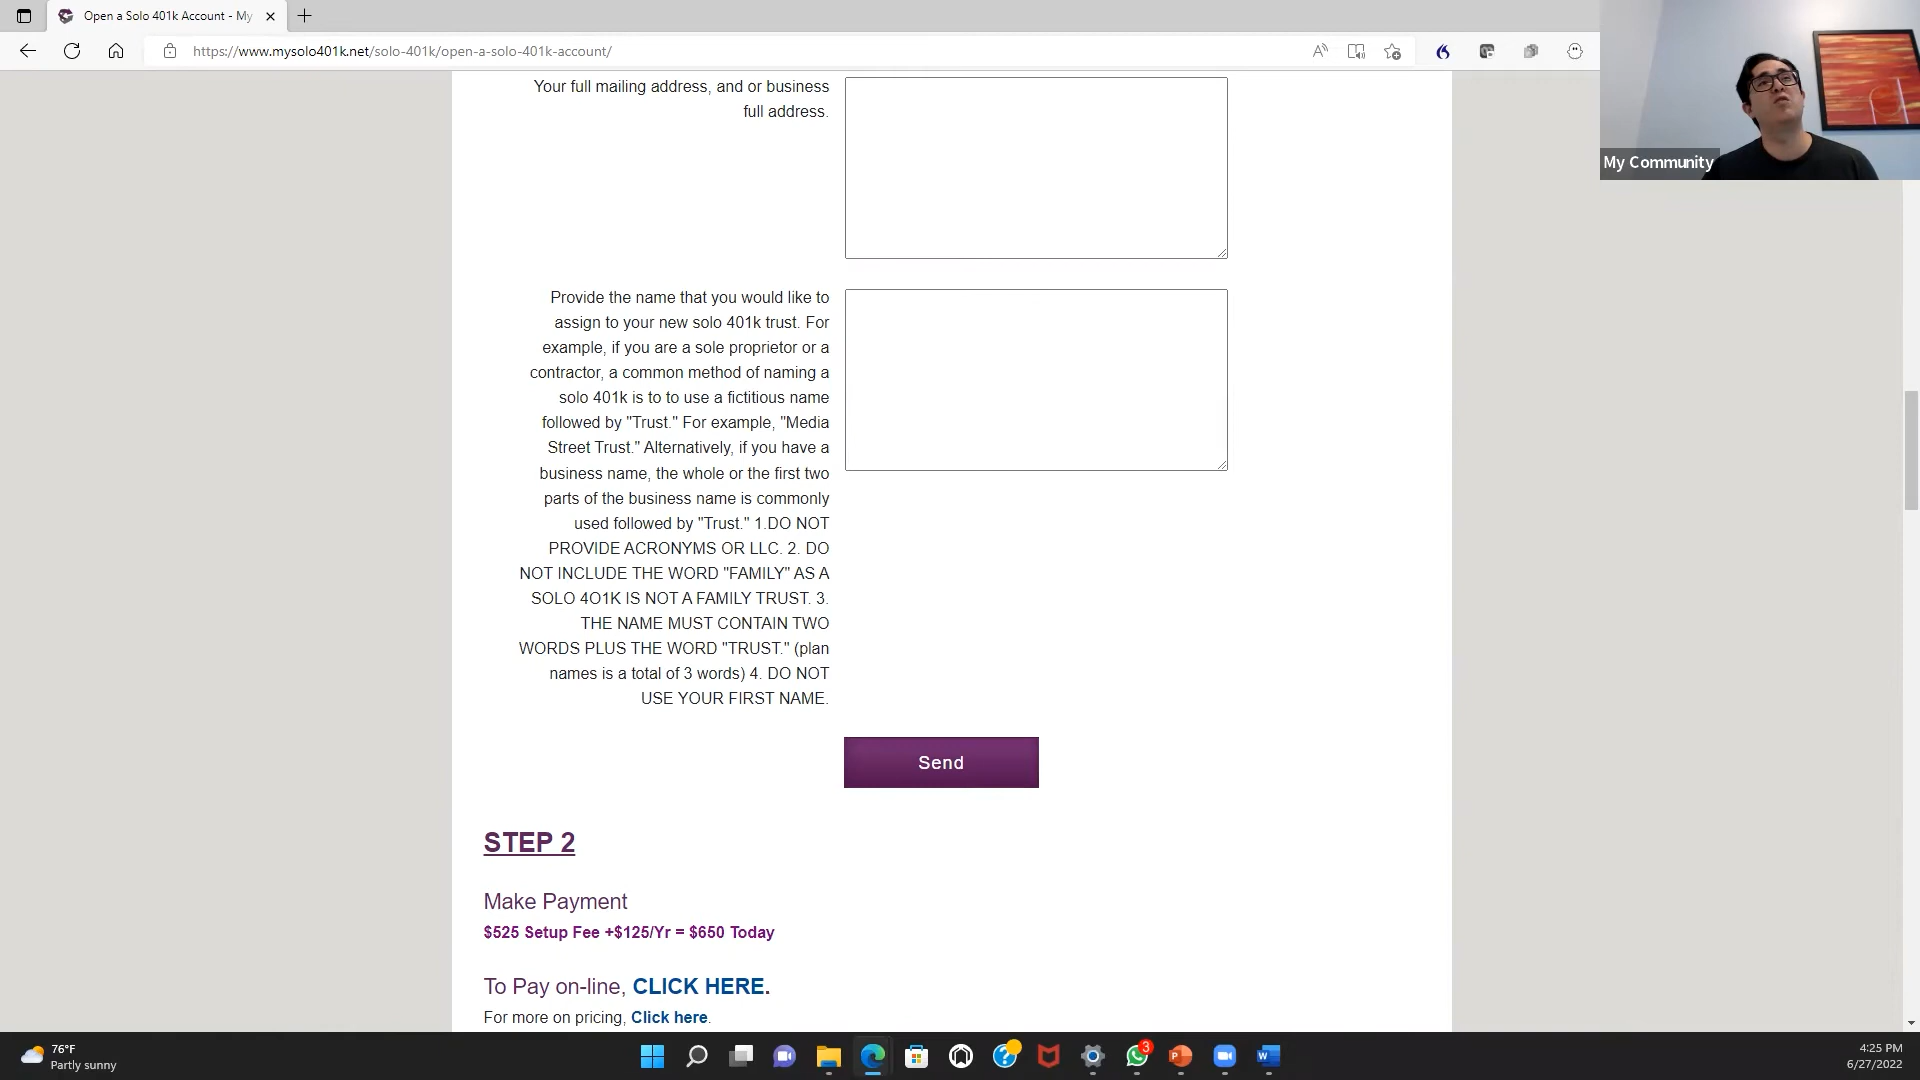 Open a Solo 401k Account - My
https://www.mysolo401k.net/solo-401k/open-a-solo-401k-account/
My Community
Your full mailing address, and or business
full address.
Provide the name that you would like to
assign to your new solo 401k trust. For
example, if you are a sole proprietor or a
contractor, a common method of naming a
solo 401k is to to use a fictitious name
followed by "Trust." For example, "Media
Street Trust." Alternatively, if you have a
business name, the whole or the first two
parts of the business name is commonly
used followed by "Trust." 1.DO NOT
PROVIDE ACRONYMS OR LLC. 2. DO
NOT INCLUDE THE WORD "FAMILY" AS A
SOLO 4O1K IS NOT A FAMILY TRUST. 3.
THE NAME MUST CONTAIN TWO
WORDS PLUS THE WORD "TRUST." (plan
names is a total of 3 words) 4. DO NOT
USE YOUR FIRST NAME.
Send
STEP 2
Make Payment
$525 Setup Fee +$125/Yr = $650 Today
To Pay on-line, CLICK HERE.
For more on pricing, Click here.
76°F
Partly sunny
3
4:25 PM
6/27/2022